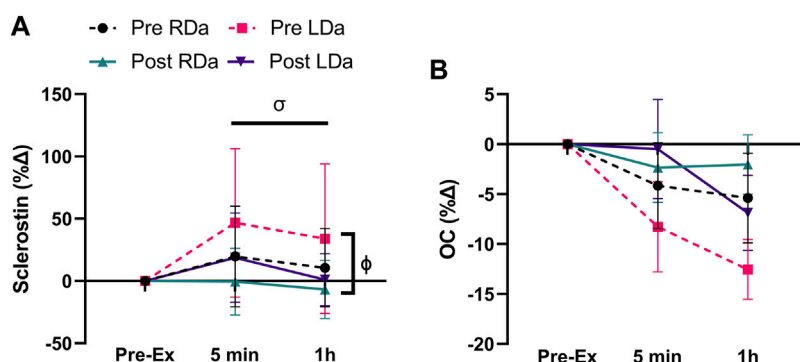 A
Pre RDa
Pre LDa
Post RDa
Post LDa
Sclerostin (%Δ)
150
100
50
0
-50
σ
ϕ
Pre-Ex
5 min
1h
B
OC (%Δ)
5
0
-5
-10
-15
-20
Pre-Ex
5 min
1h